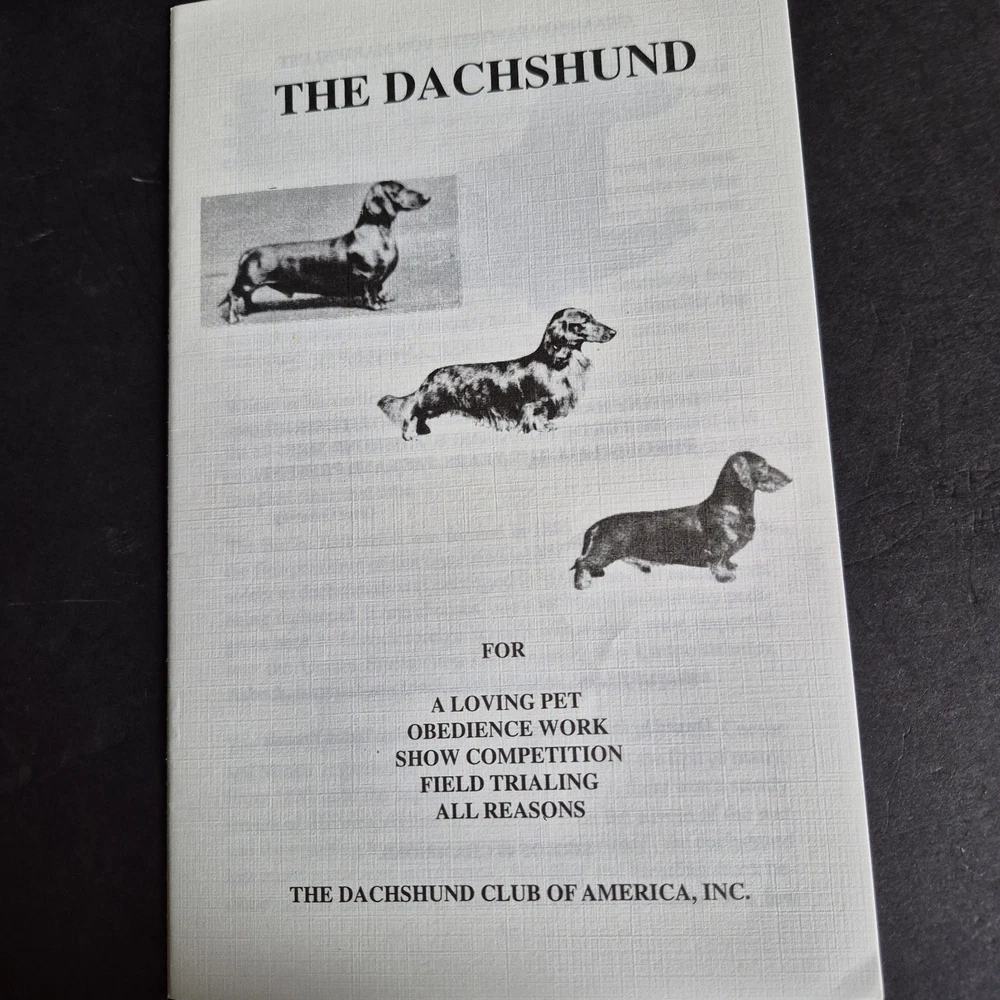 THE DACHSHUND
FOR
A LOVING PET
OBEDIENCE WORK
SHOW COMPETITION
FIELD TRIALING
ALL REASONS
THE DACHSHUND CLUB OF AMERICA, INC.